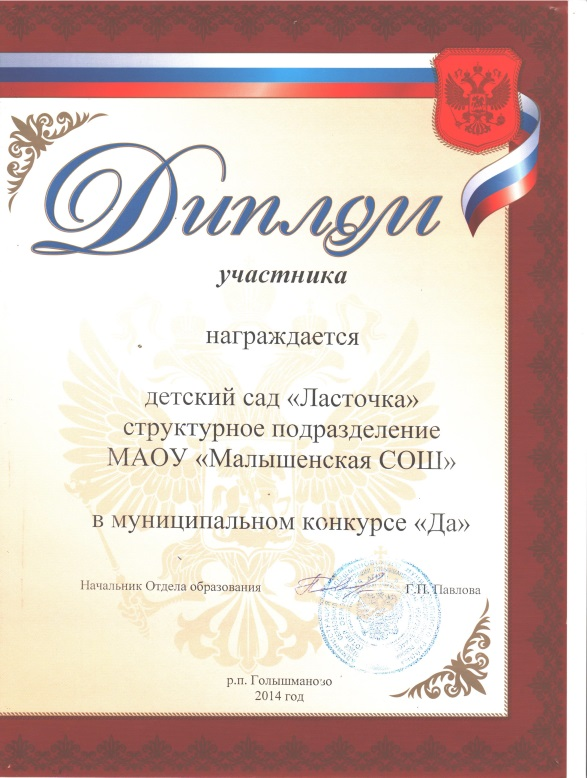 Диплом
участника
награждается
детский сад «Ласточка»
структурное подразделение
МАОУ «Малышенская СОШ»
в муниципальном конкурсе «Да»
Начальник Отдела образования Г.П. Павлова
р.п. Голышманово
2014 год